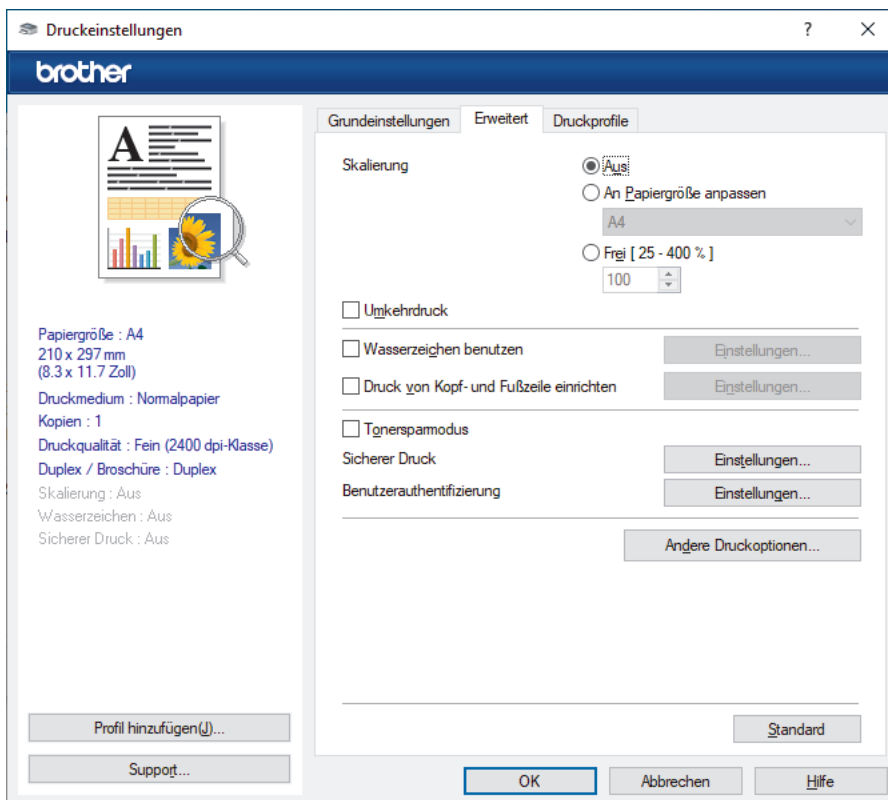 Druckeinstellungen
?
brother
A
Papiergröße : A4
210 x 297 mm
(8.3 x 11.7 Zoll)
Druckmedium : Normalpapier
Kopien : 1
Druckqualität : Fein (2400 dpi-Klasse)
Duplex / Broschüre : Duplex
Skalierung : Aus
Wasserzeichen : Aus
Sicherer Druck : Aus
Profil hinzufügen(J)...
Support...
Grundeinstellungen Erweitert Druckprofile
Skalierung Aus
An Papiergröße anpassen
A4
Frei [ 25 - 400 % ]
100
Umkehrdruck
Wasserzeichen benutzen Einstellungen...
Druck von Kopf- und Fußzeile einrichten Einstellungen...
Tonersparmodus
Sicherer Druck Einstellungen...
Benutzerauthentifizierung Einstellungen...
Andere Druckoptionen...
Standard
OK Abbrechen Hilfe